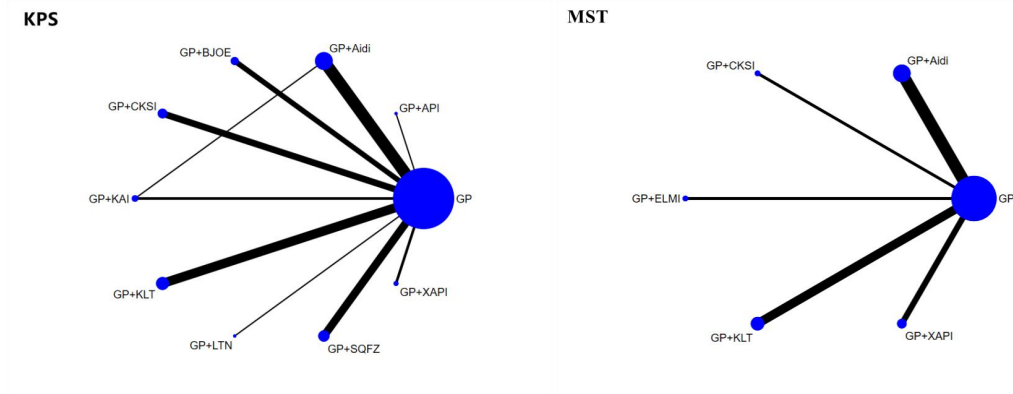 KPS
GP+Aidi
GP+BJOE
GP+API
GP+CKSI
GP+KAI
GP
GP+KLT
GP+XAPI
GP+LTN
GP+SQFZ
MST
GP+Aidi
GP+CKSI
GP+ELMI
GP
GP+KLT
GP+XAPI